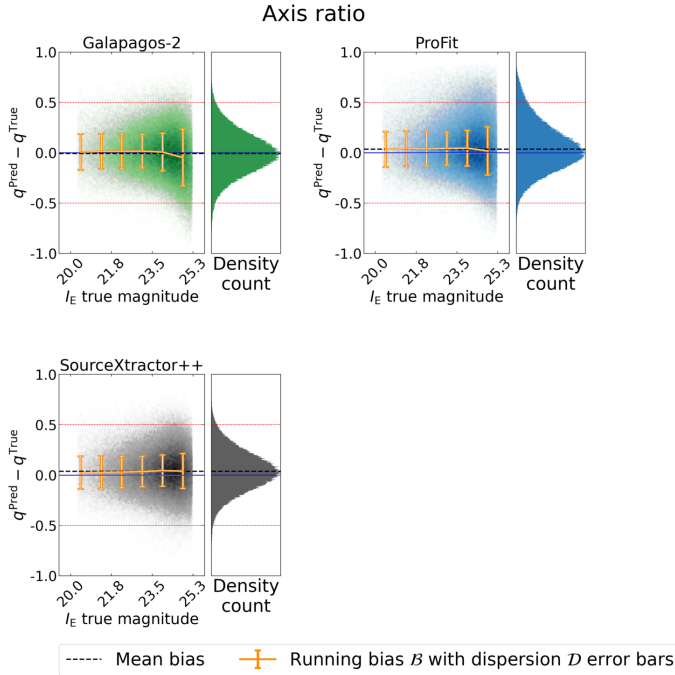 Axis ratio
Galapagos-2
ProFit
1.0
0.5
0.0
-0.5
-1.0
q^Pred − q^True
20.0
21.8
23.5
25.3
I_E true magnitude
Density
count
1.0
0.5
0.0
-0.5
-1.0
q^Pred − q^True
20.0
21.8
23.5
25.3
I_E true magnitude
Density
count
SourceXtractor++
1.0
0.5
0.0
-0.5
-1.0
q^Pred − q^True
20.0
21.8
23.5
25.3
I_E true magnitude
Density
count
Mean bias
Running bias ℬ with dispersion 𝒟 error bars